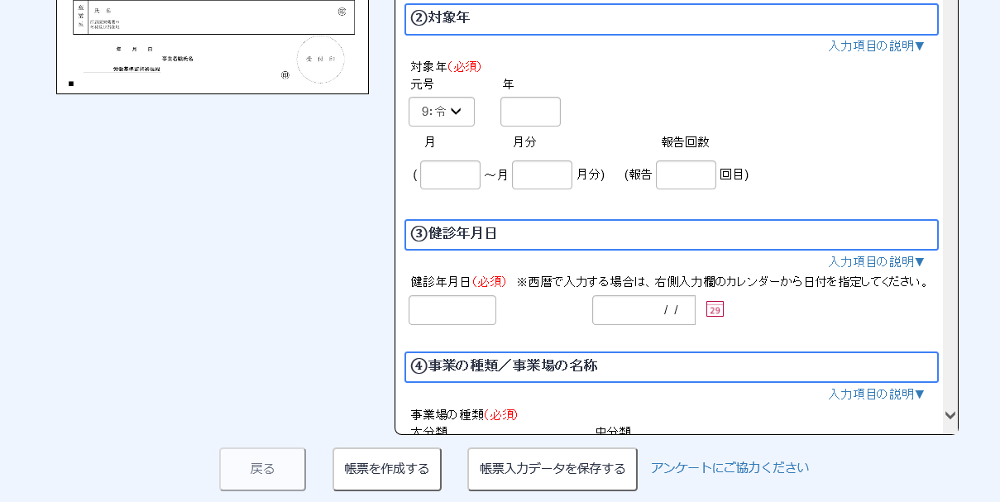 氏 名
年 月 日
事業者職氏名
受 付 印
労働基準監督署長殿
②対象年
入力項目の説明▼
対象年(必須)
元号 年
9:令
月 月分 報告回数
( ～月 月分) (報告 回目)
③健診年月日
入力項目の説明▼
健診年月日(必須) ※西暦で入力する場合は、右側入力欄のカレンダーから日付を指定してください。
/ / 29
④事業の種類／事業場の名称
入力項目の説明▼
事業場の種類(必須)
大分類 中分類
戻る 帳票を作成する 帳票入力データを保存する アンケートにご協力ください